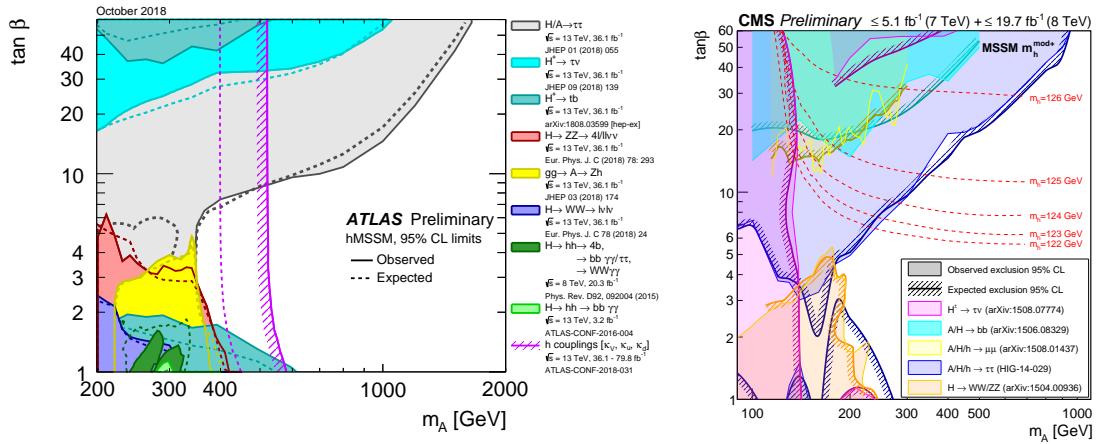 October 2018
tan β
50
40
30
20
10
5
4
3
2
1
200
300
400
1000
2000
m_A [GeV]
ATLAS Preliminary
hMSSM, 95% CL limits
Observed
Expected
H/A→ττ
√s = 13 TeV, 36.1 fb⁻¹
JHEP 01 (2018) 055
H⁺→ τν
√s = 13 TeV, 36.1 fb⁻¹
JHEP 09 (2018) 139
H⁺→ tb
√s = 13 TeV, 36.1 fb⁻¹
arXiv:1808.03599 [hep-ex]
H→ ZZ→ 4l/llνν
√s = 13 TeV, 36.1 fb⁻¹
Eur. Phys. J. C (2018) 78: 293
gg→ A→ Zh
√s = 13 TeV, 36.1 fb⁻¹
JHEP 03 (2018) 174
H→ WW→ lνlν
√s = 13 TeV, 36.1 fb⁻¹
Eur. Phys. J. C 78 (2018) 24
H→ hh→ 4b,
→ bb γγ/ττ,
→ WWγγ
√s = 8 TeV, 20.3 fb⁻¹
Phys. Rev. D92, 092004 (2015)
H→ hh→ bb γγ
√s = 13 TeV, 3.2 fb⁻¹
ATLAS-CONF-2016-004
h couplings [κ_V, κ_u, κ_d]
√s = 13 TeV, 36.1 - 79.8 fb⁻¹
ATLAS-CONF-2018-031
CMS Preliminary ≤ 5.1 fb⁻¹ (7 TeV) + ≤ 19.7 fb⁻¹ (8 TeV)
tanβ
60
40
30
20
10
6
5
4
3
2
1
MSSM m_h^mod+
m_h=126 GeV
m_h=125 GeV
m_h=124 GeV
m_h=123 GeV
m_h=122 GeV
Observed exclusion 95% CL
Expected exclusion 95% CL
H^± → τν (arXiv:1508.07774)
A/H → bb (arXiv:1506.08329)
A/H/h → μμ (arXiv:1508.01437)
A/H/h → ττ (HIG-14-029)
H → WW/ZZ (arXiv:1504.00936)
100
200
300
400
500
1000
m_A [GeV]